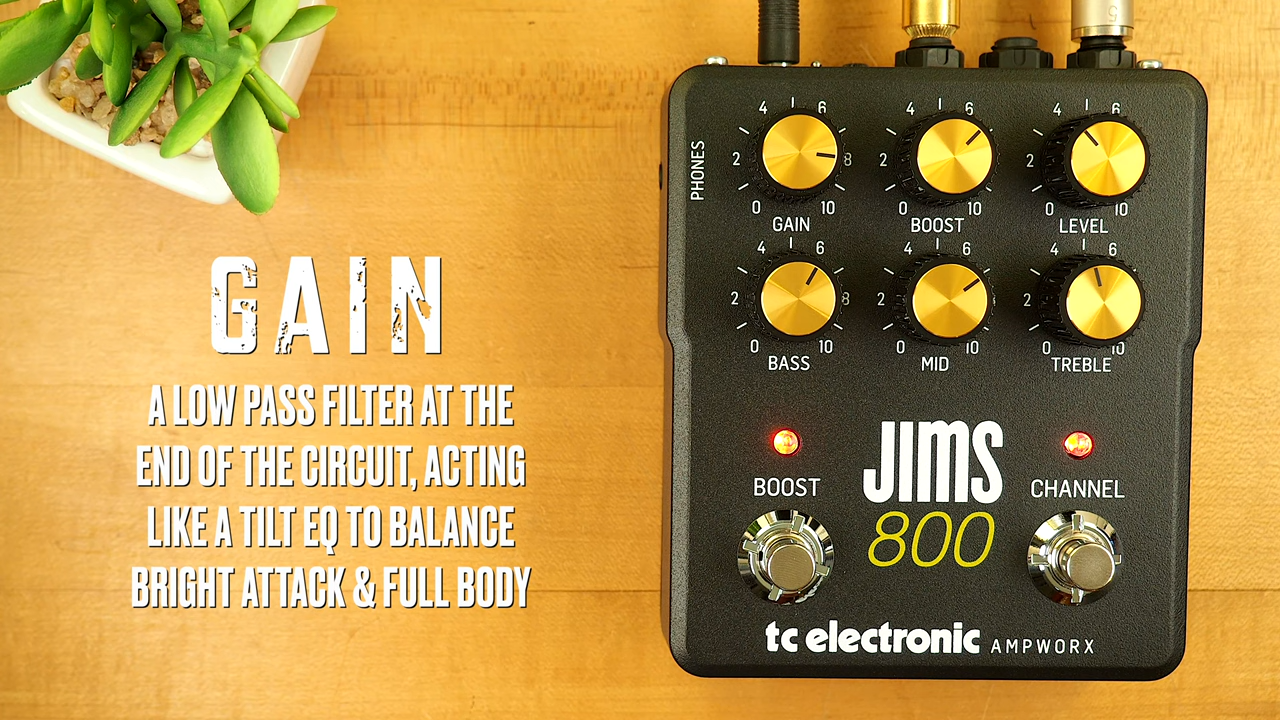 GAIN
A LOW PASS FILTER AT THE
END OF THE CIRCUIT, ACTING
LIKE A TILT EQ TO BALANCE
BRIGHT ATTACK & FULL BODY
PHONES
4 6 4 6 4 6
2 8 2 2
0 10 0 10 0 10
GAIN BOOST LEVEL
4 6 4 6 4 6
2 8 2 8 2
0 10 0 10 0 10
BASS MID TREBLE
BOOST JIMS CHANNEL
800
tc electronic AMPWORX